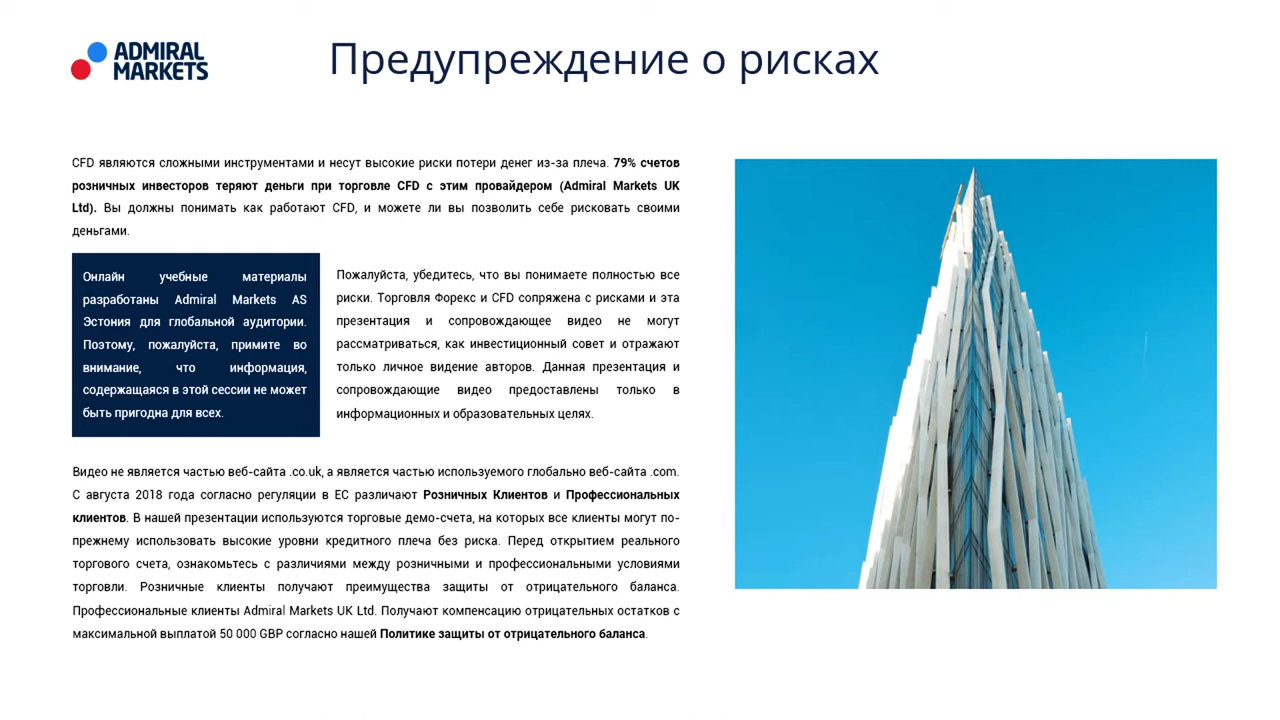 ADMIRAL
MARKETS
Предупреждение о рисках
CFD являются сложными инструментами и несут высокие риски потери денег из-за плеча. 79% счетов
розничных инвесторов теряют деньги при торговле CFD с этим провайдером (Admiral Markets UK
Ltd). Вы должны понимать как работают CFD, и можете ли вы позволить себе рисковать своими
деньгами.
Онлайн учебные материалы
разработаны Admiral Markets AS
Эстония для глобальной аудитории.
Поэтому, пожалуйста, примите во
внимание, что информация,
содержащаяся в этой сессии не может
быть пригодна для всех.
Пожалуйста, убедитесь, что вы понимаете полностью все
риски. Торговля Форекс и CFD сопряжена с рисками и эта
презентация и сопровождающее видео не могут
рассматриваться, как инвестиционный совет и отражают
только личное видение авторов. Данная презентация и
сопровождающие видео предоставлены только в
информационных и образовательных целях.
Видео не является частью веб-сайта .co.uk, а является частью используемого глобально веб-сайта .com.
С августа 2018 года согласно регуляции в ЕС различают Розничных Клиентов и Профессиональных
клиентов. В нашей презентации используются торговые демо-счета, на которых все клиенты могут по-
прежнему использовать высокие уровни кредитного плеча без риска. Перед открытием реального
торгового счета, ознакомьтесь с различиями между розничными и профессиональными условиями
торговли. Розничные клиенты получают преимущества защиты от отрицательного баланса.
Профессиональные клиенты Admiral Markets UK Ltd. Получают компенсацию отрицательных остатков с
максимальной выплатой 50 000 GBP согласно нашей Политике защиты от отрицательного баланса.